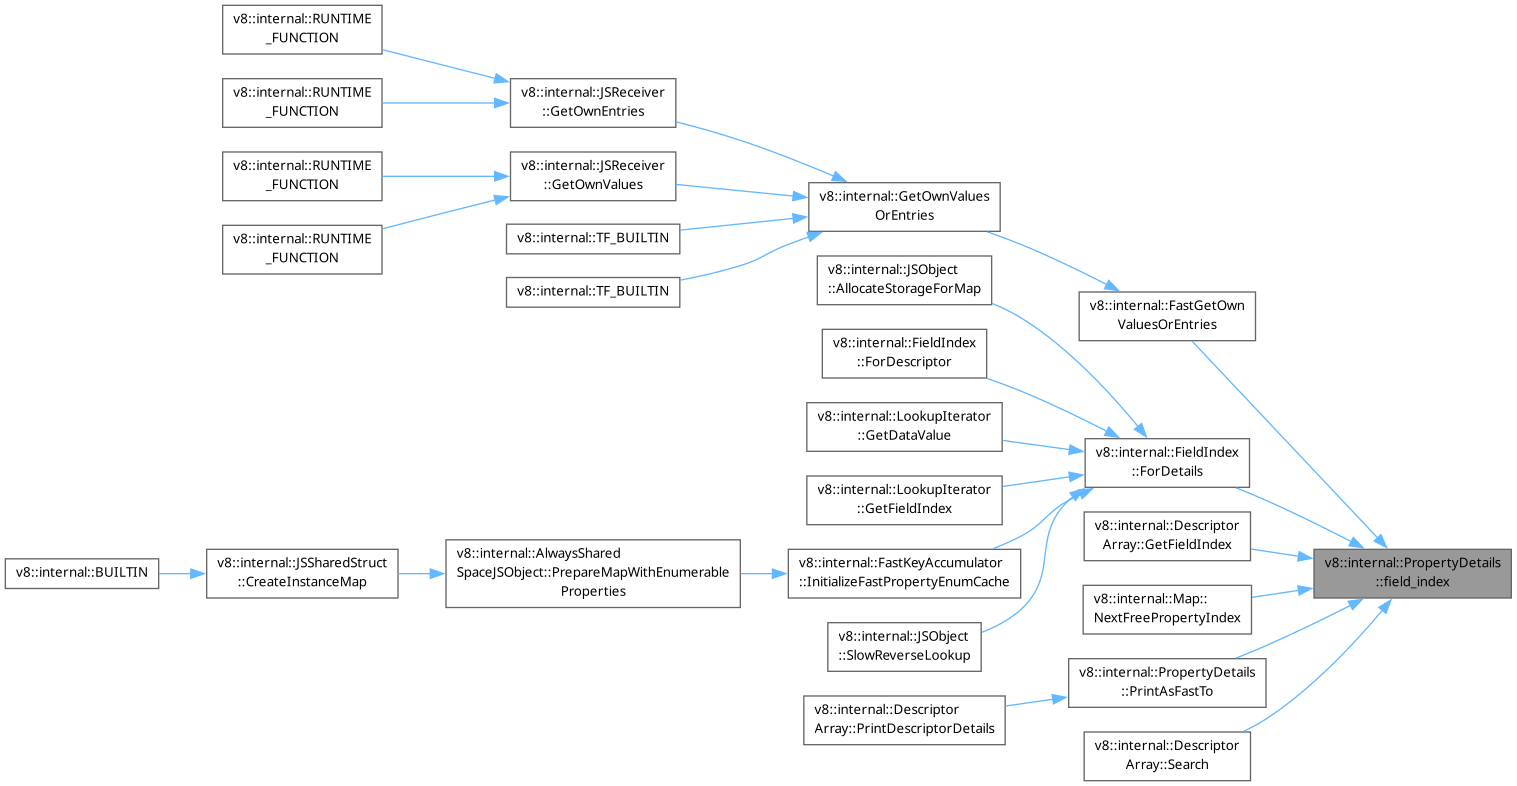 v8::internal::RUNTIME
_FUNCTION
v8::internal::RUNTIME
_FUNCTION
v8::internal::RUNTIME
_FUNCTION
v8::internal::RUNTIME
_FUNCTION
v8::internal::JSReceiver
::GetOwnEntries
v8::internal::JSReceiver
::GetOwnValues
v8::internal::TF_BUILTIN
v8::internal::TF_BUILTIN
v8::internal::GetOwnValues
OrEntries
v8::internal::JSObject
::AllocateStorageForMap
v8::internal::FieldIndex
::ForDescriptor
v8::internal::LookupIterator
::GetDataValue
v8::internal::LookupIterator
::GetFieldIndex
v8::internal::BUILTIN
v8::internal::JSSharedStruct
::CreateInstanceMap
v8::internal::AlwaysShared
SpaceJSObject::PrepareMapWithEnumerable
Properties
v8::internal::FastKeyAccumulator
::InitializeFastPropertyEnumCache
v8::internal::JSObject
::SlowReverseLookup
v8::internal::Descriptor
Array::PrintDescriptorDetails
v8::internal::FastGetOwn
ValuesOrEntries
v8::internal::FieldIndex
::ForDetails
v8::internal::Descriptor
Array::GetFieldIndex
v8::internal::Map::
NextFreePropertyIndex
v8::internal::PropertyDetails
::PrintAsFastTo
v8::internal::Descriptor
Array::Search
v8::internal::PropertyDetails
::field_index